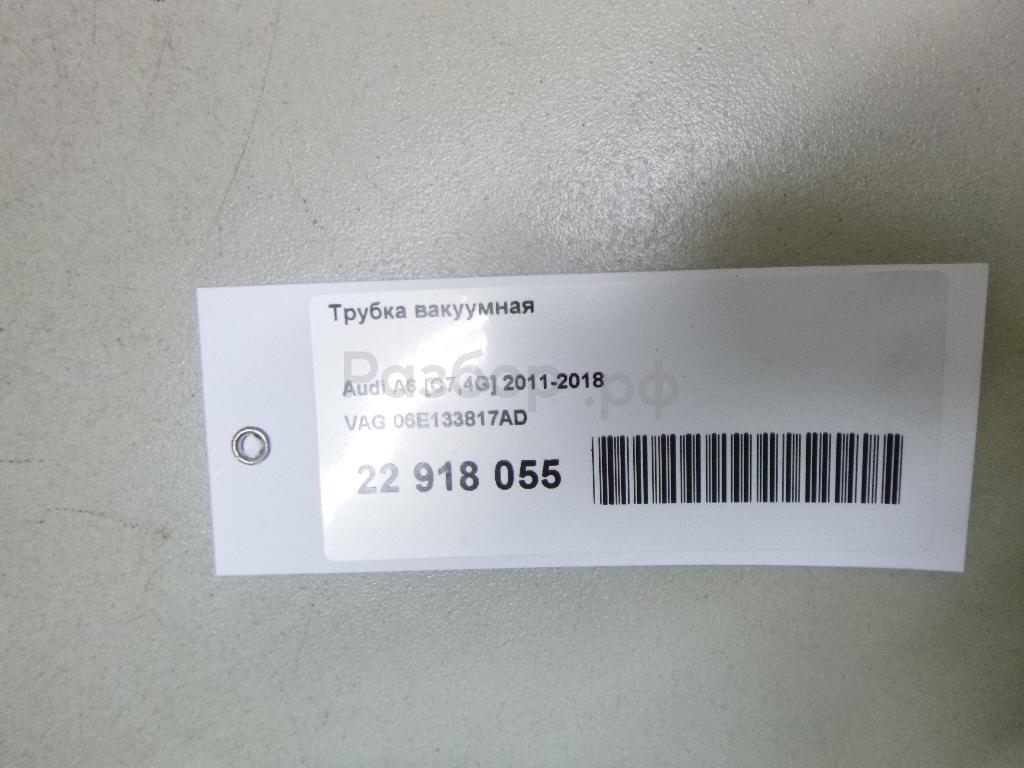 Трубка вакуумная
Разбор.рф
Audi A6 [C7,4G] 2011-2018
VAG 06E133817AD
22 918 055